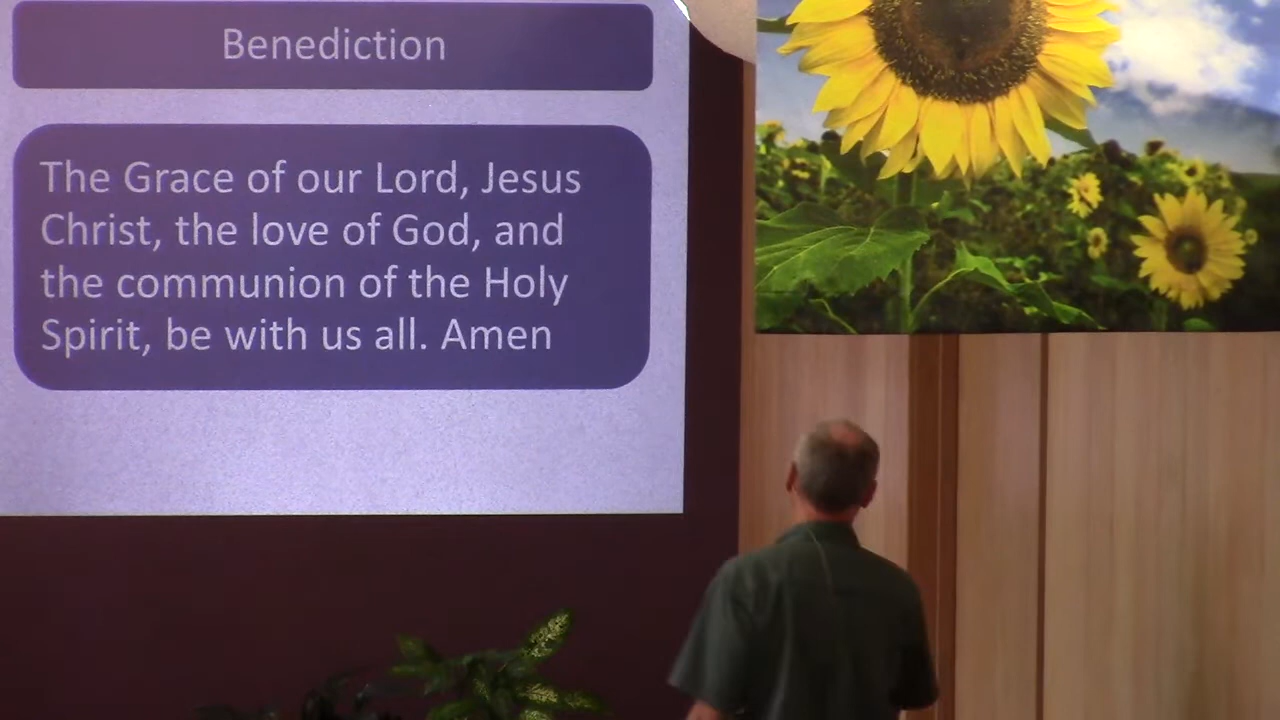 Benediction
The Grace of our Lord, Jesus
Christ, the love of God, and
the communion of the Holy
Spirit, be with us all. Amen